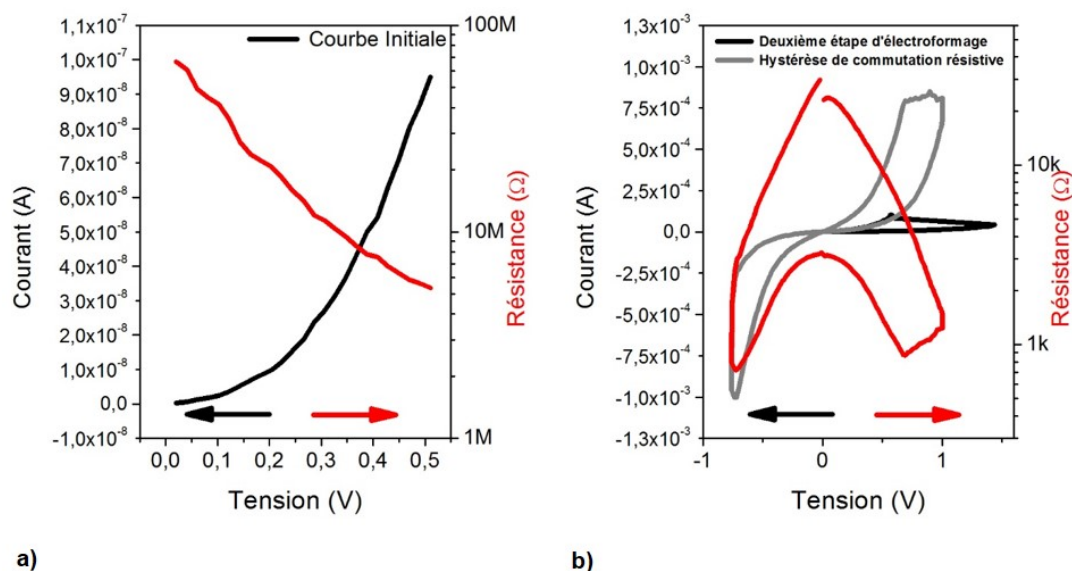 1,1x10⁻⁷
1,0x10⁻⁷
9,0x10⁻⁸
8,0x10⁻⁸
7,0x10⁻⁸
6,0x10⁻⁸
5,0x10⁻⁸
4,0x10⁻⁸
3,0x10⁻⁸
2,0x10⁻⁸
1,0x10⁻⁸
0,0
-1,0x10⁻⁸
Courant (A)
Courbe Initiale
100M
10M
1M
Résistance (Ω)
0,0 0,1 0,2 0,3 0,4 0,5
Tension (V)
a)
1,3x10⁻³
1,0x10⁻³
7,5x10⁻⁴
5,0x10⁻⁴
2,5x10⁻⁴
0,0
-2,5x10⁻⁴
-5,0x10⁻⁴
-7,5x10⁻⁴
-1,0x10⁻³
-1,3x10⁻³
Courant (A)
Deuxième étape d'électroformage
Hystérèse de commutation résistive
10k
1k
Résistance (Ω)
-1 0 1
Tension (V)
b)